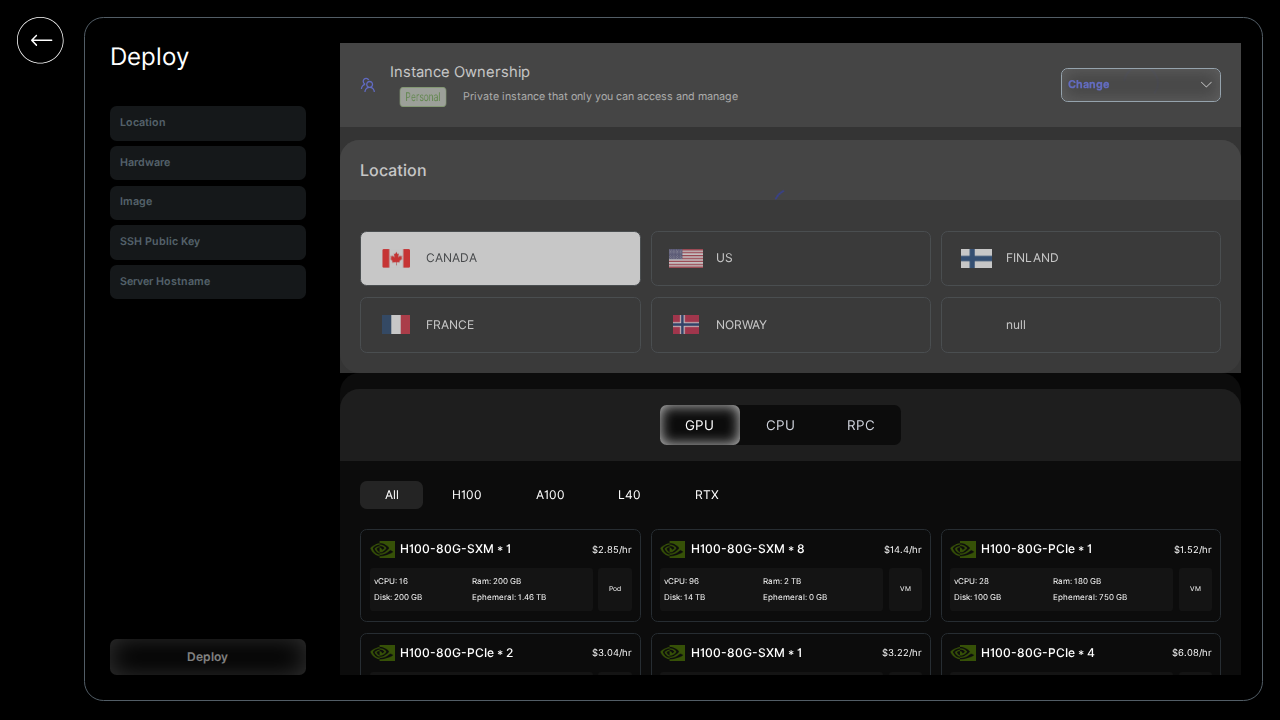 Deploy
Location
Hardware
Image
SSH Public Key
Server Hostname
Deploy
Instance Ownership
Personal Private instance that only you can access and manage
Change
Location
CANADA US FINLAND
FRANCE NORWAY null
GPU CPU RPC
All H100 A100 L40 RTX
H100-80G-SXM * 1 $2.85/hr
vCPU: 16 Ram: 200 GB
Disk: 200 GB Ephemeral: 1.46 TB
Pod
H100-80G-SXM * 8 $14.4/hr
vCPU: 96 Ram: 2 TB
Disk: 14 TB Ephemeral: 0 GB
VM
H100-80G-PCIe * 1 $1.52/hr
vCPU: 28 Ram: 180 GB
Disk: 100 GB Ephemeral: 750 GB
VM
H100-80G-PCIe * 2 $3.04/hr
H100-80G-SXM * 1 $3.22/hr
H100-80G-PCIe * 4 $6.08/hr